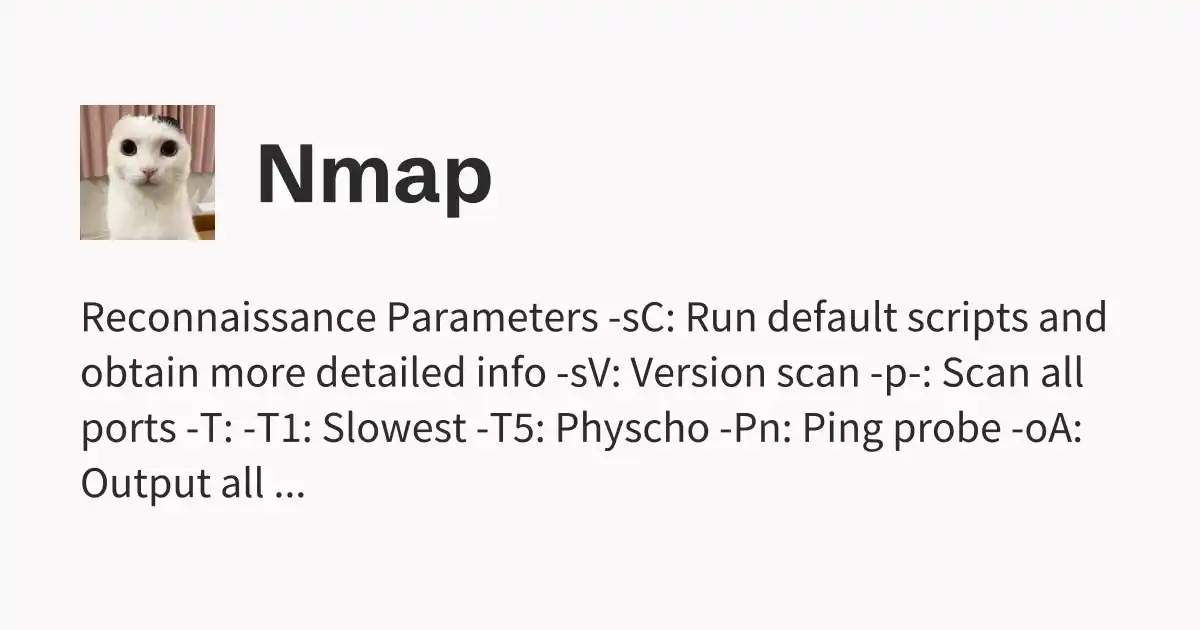 Nmap
Reconnaissance Parameters -sC: Run default scripts and
obtain more detailed info -sV: Version scan -p-: Scan all
ports -T: -T1: Slowest -T5: Physcho -Pn: Ping probe -oA:
Output all ...